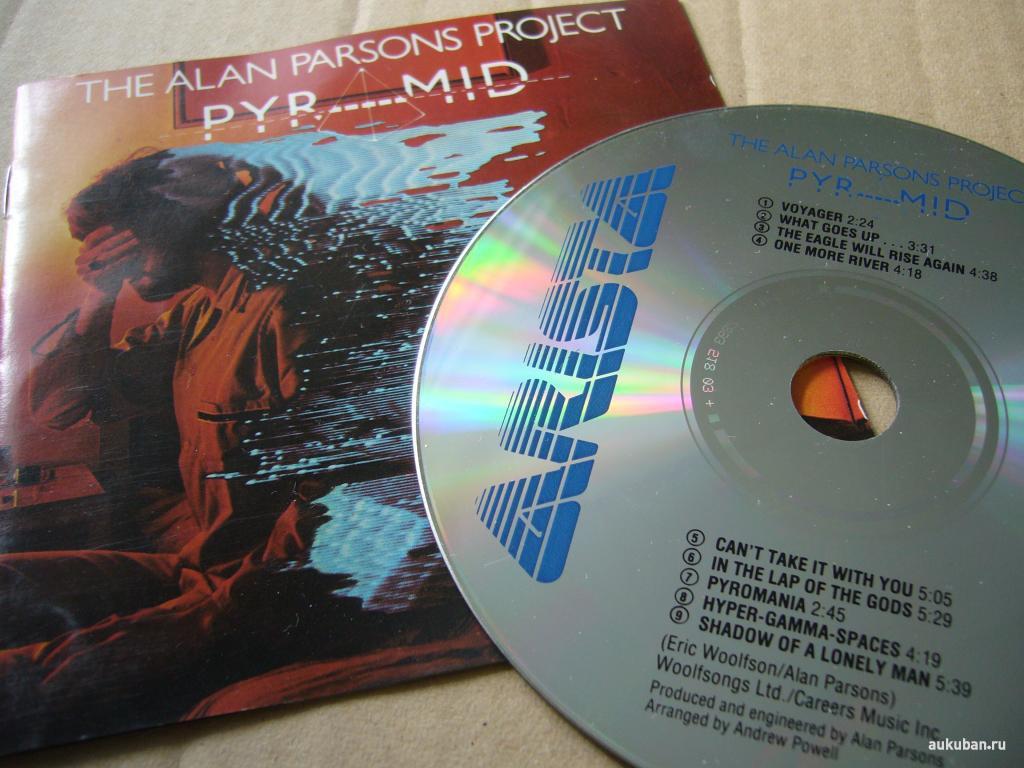 THE ALAN PARSONS PROJECT
PYR-----MID
THE ALAN PARSONS PROJECT
PYR-----MID
① VOYAGER 2:24
② WHAT GOES UP . . . 3:31
③ THE EAGLE WILL RISE AGAIN 4:38
④ ONE MORE RIVER 4:18
ARISTA
⑤ CAN'T TAKE IT WITH YOU 5:05
⑥ IN THE LAP OF THE GODS 5:29
⑦ PYROMANIA 2:45
⑧ HYPER-GAMMA-SPACES 4:19
⑨ SHADOW OF A LONELY MAN 5:39
(Eric Woolfson/Alan Parsons)
Woolfsongs Ltd./Careers Music Inc.
Produced and engineered by Alan Parsons
Arranged by Andrew Powell
aukuban.ru